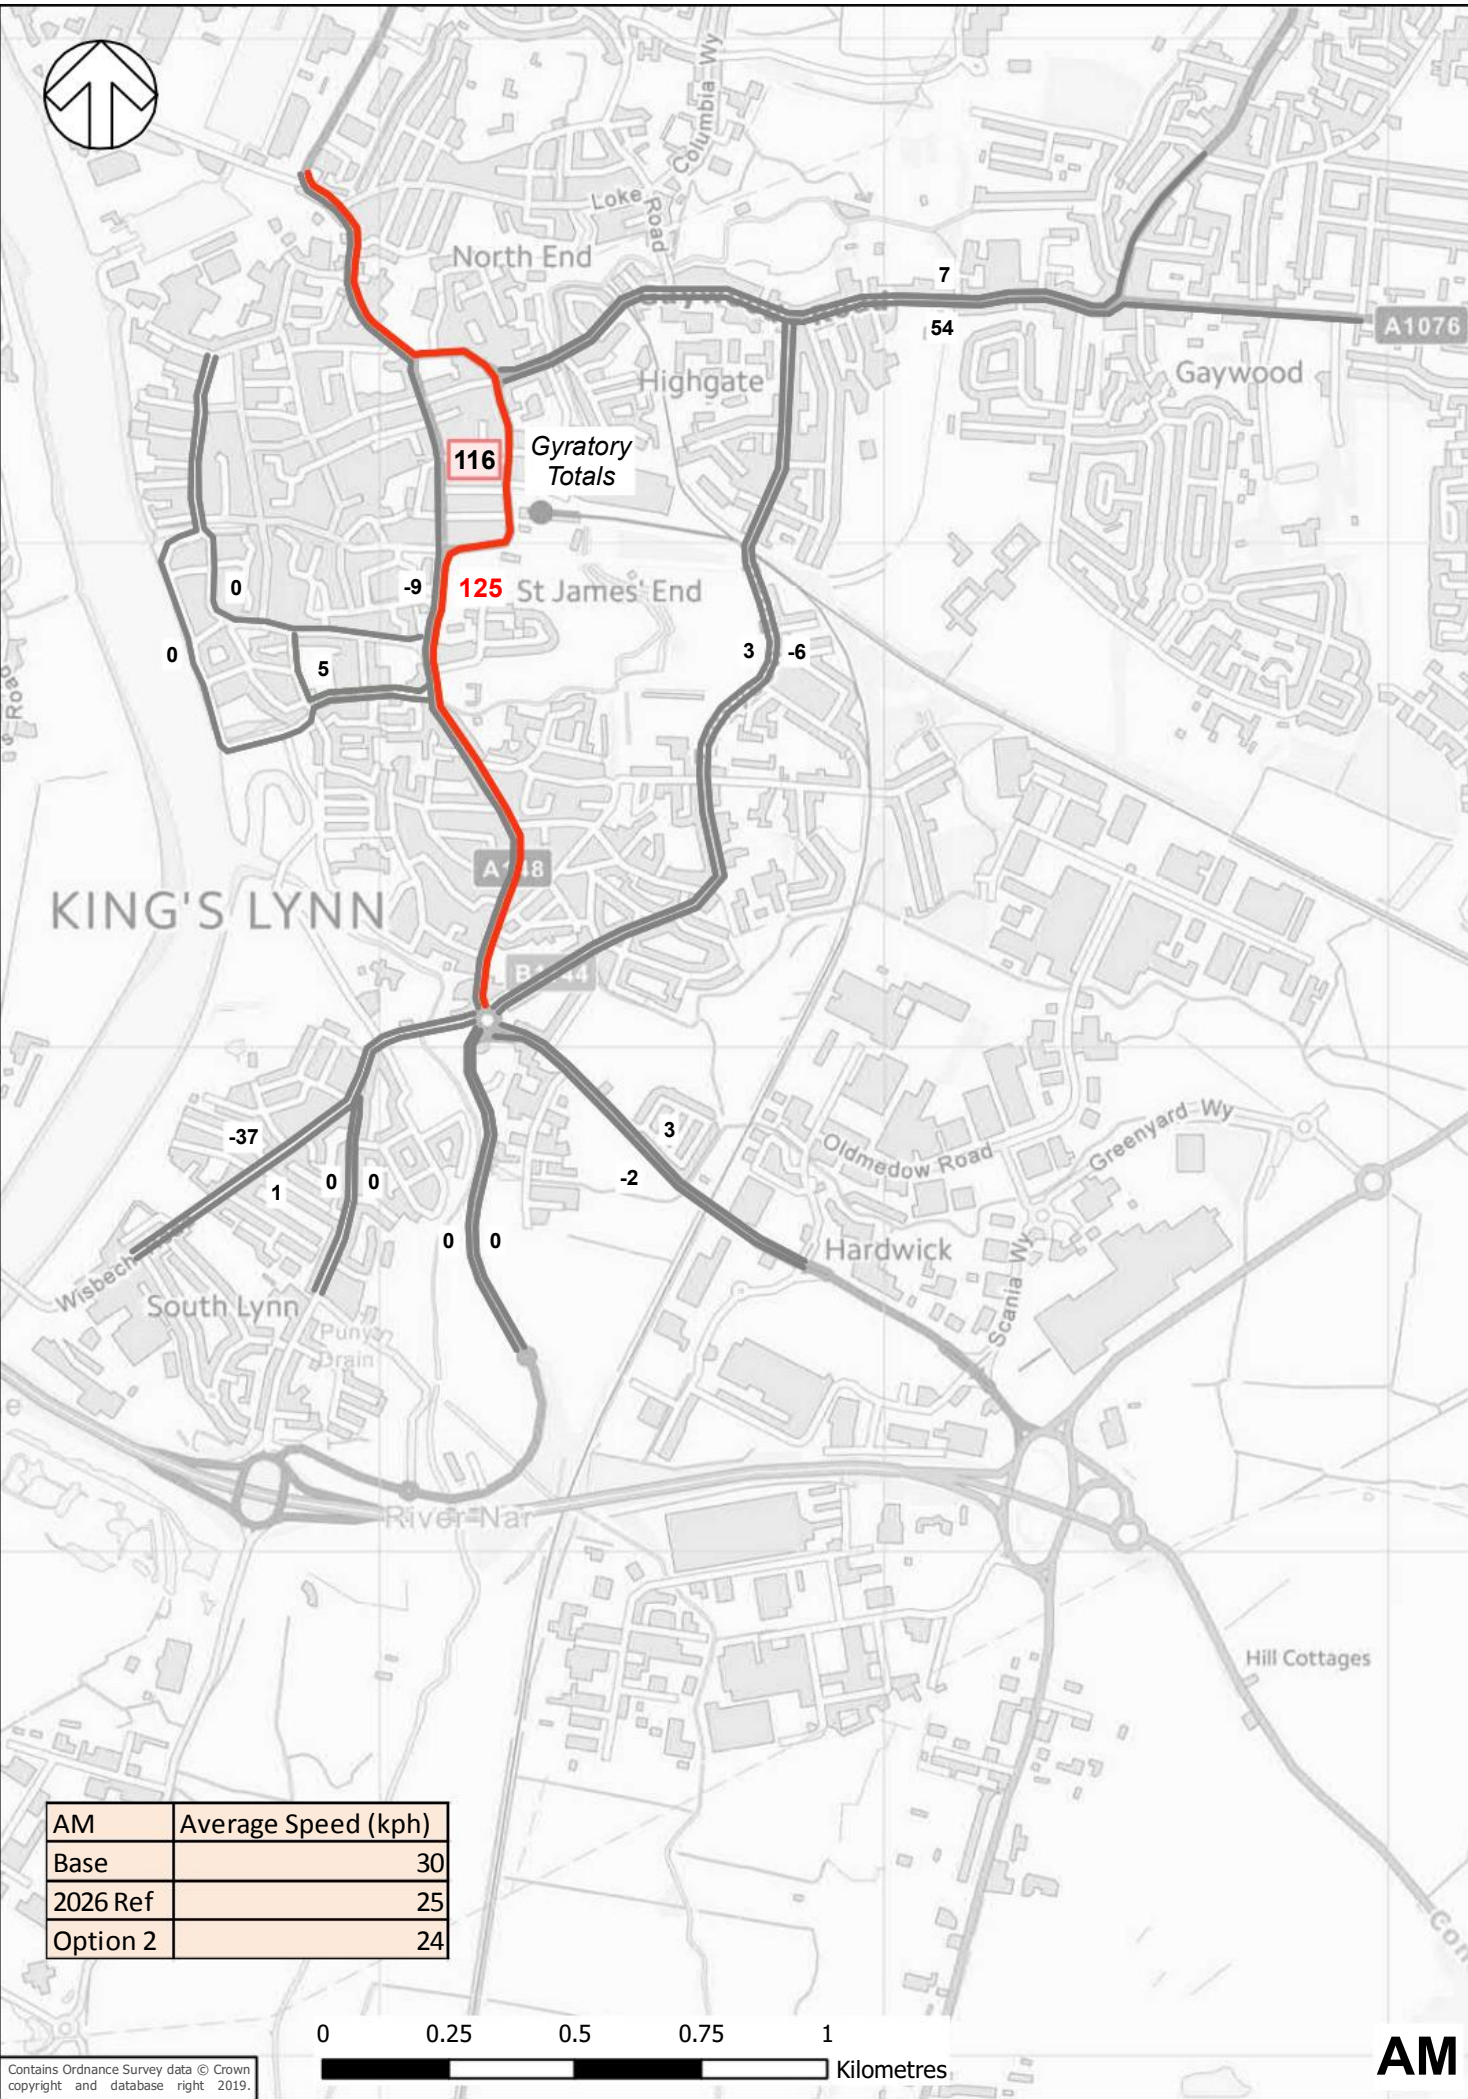 Columbia Wy
Loke Road
North End
7
54
A1076
Gaywood
Highgate
116
Gyratory
Totals
0
-9
125
St James' End
0
5
3
-6
KING'S LYNN
-37
1
0
0
3
-2
Oldmedow Road
Greenyard Wy
0
0
Hardwick
Scania Wy
Wisbech
South Lynn
Puny
Drain
River Nar
Hill Cottages
AM
Average Speed (kph)
Base
30
2026 Ref
25
Option 2
24
0
0.25
0.5
0.75
1
Kilometres
AM
Contains Ordnance Survey data © Crown
copyright and database right 2019.